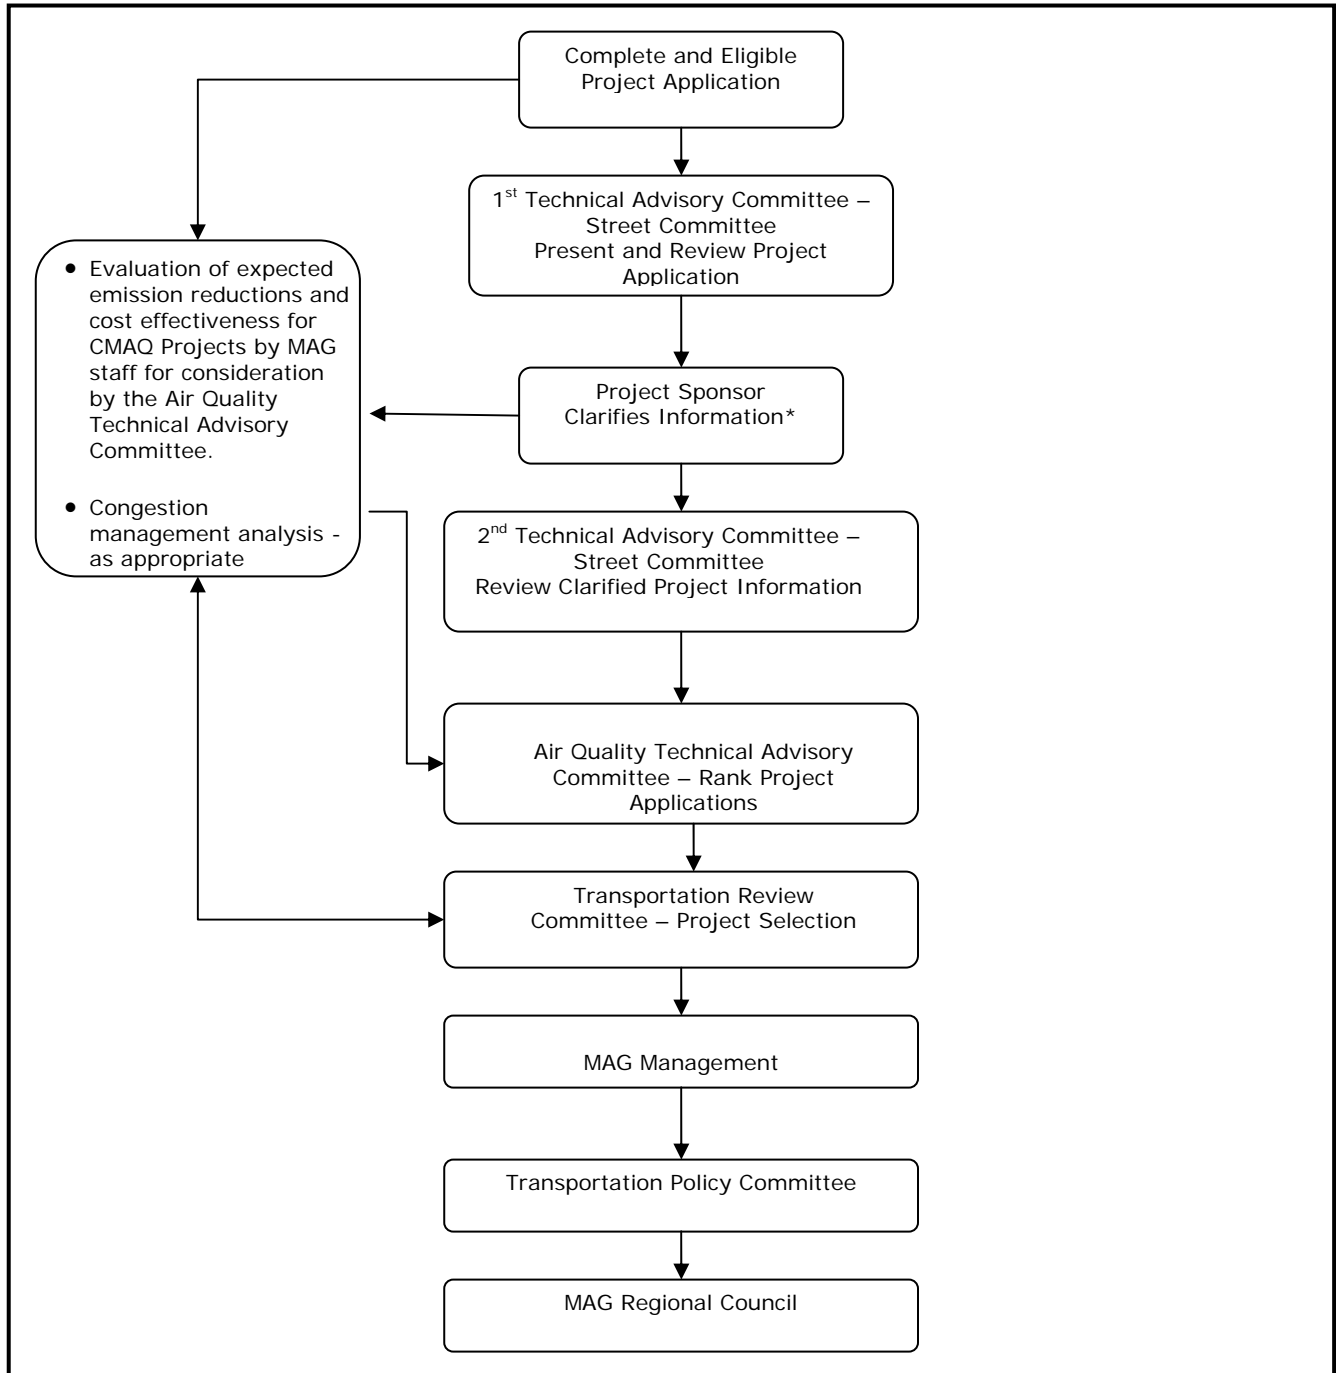 Complete and Eligible
Project Application
1st Technical Advisory Committee –
Street Committee
Present and Review Project
Application
• Evaluation of expected
emission reductions and
cost effectiveness for
CMAQ Projects by MAG
staff for consideration
by the Air Quality
Technical Advisory
Committee.
• Congestion
management analysis -
as appropriate
Project Sponsor
Clarifies Information*
2nd Technical Advisory Committee –
Street Committee
Review Clarified Project Information
Air Quality Technical Advisory
Committee – Rank Project
Applications
Transportation Review
Committee – Project Selection
MAG Management
Transportation Policy Committee
MAG Regional Council